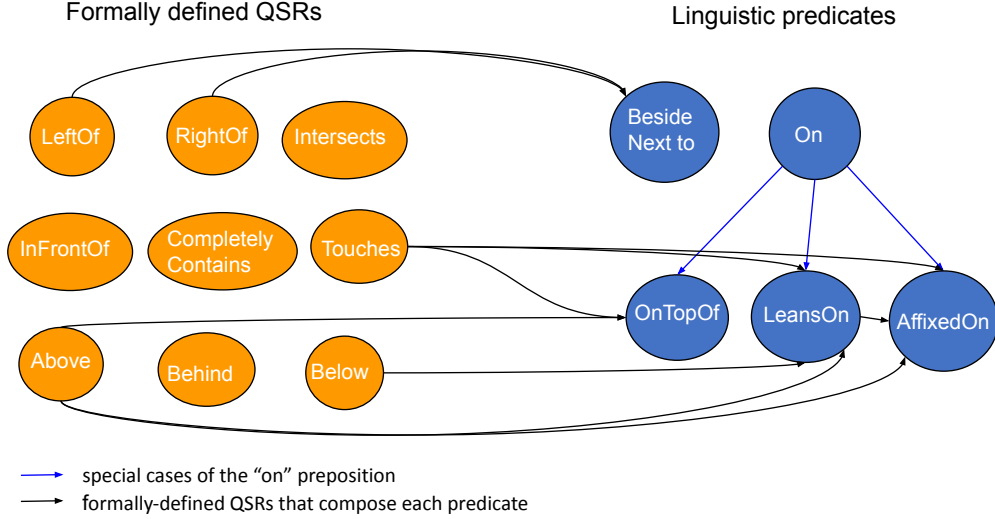 Formally defined QSRs
Linguistic predicates
LeftOf
RightOf
Intersects
Beside
Next to
On
InFrontOf
Completely
Contains
Touches
OnTopOf
LeansOn
AffixedOn
Above
Behind
Below
special cases of the “on” preposition
formally-defined QSRs that compose each predicate